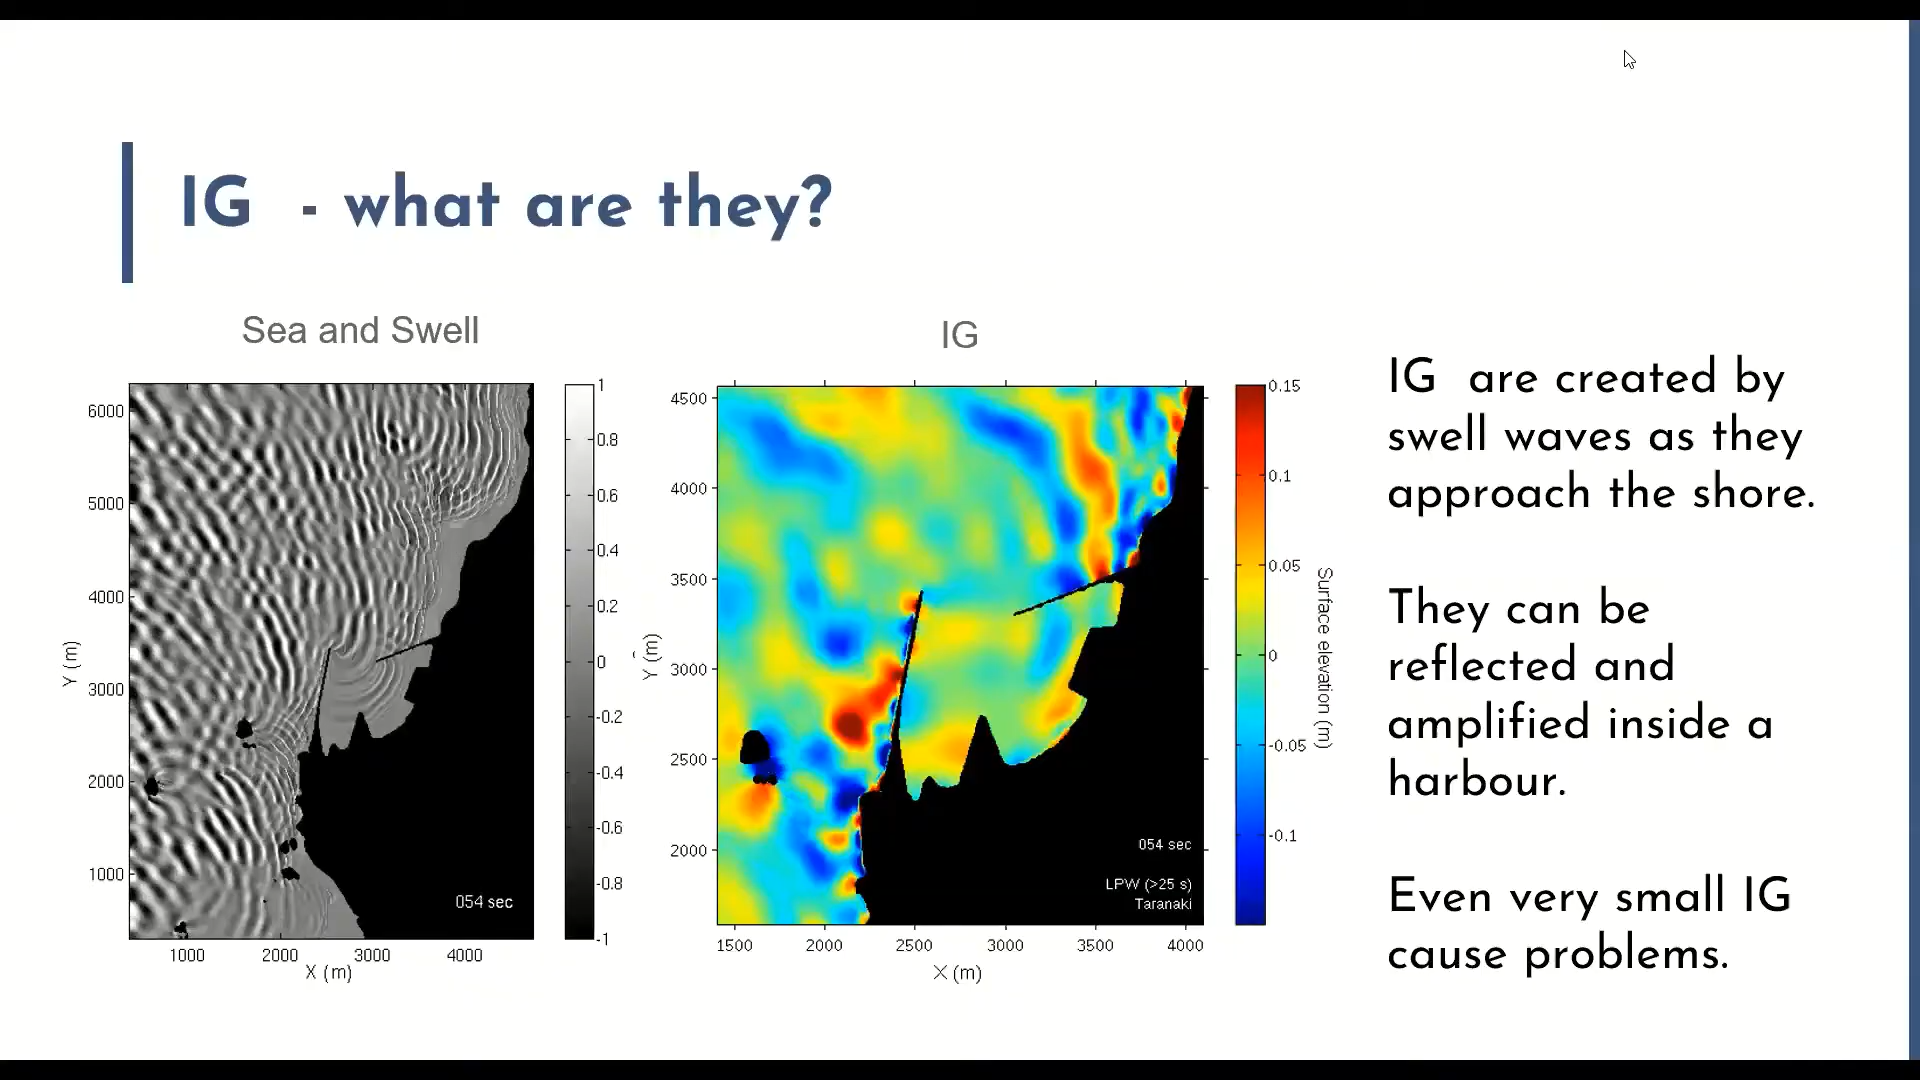 IG - what are they?
Sea and Swell
6000
5000
4000
3000
2000
1000
Y (m)
1000 2000 3000 4000
X (m)
054 sec
1
0.8
0.6
0.4
0.2
0
-0.2
-0.4
-0.6
-0.8
-1
IG
4500
4000
3500
3000
2500
2000
Y (m)
1500 2000 2500 3000 3500 4000
X (m)
054 sec
LPW (>25 s)
Taranaki
0.15
0.1
0.05
0
-0.05
-0.1
Surface elevation (m)
IG are created by
swell waves as they
approach the shore.
They can be
reflected and
amplified inside a
harbour.
Even very small IG
cause problems.